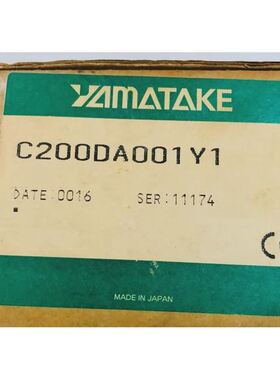 YAMATAKE
C200DA001Y1
DATE:0016 SER:11174
MADE IN JAPAN